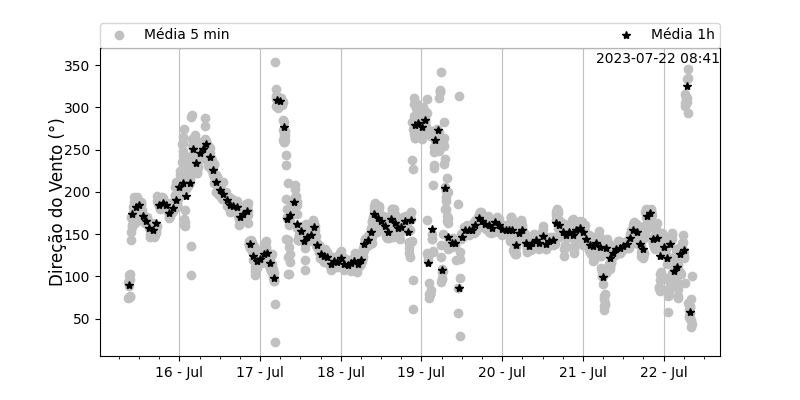 Média 5 min
Média 1h
2023-07-22 08:41
Direção do Vento (°)
350
300
250
200
150
100
50
16 - Jul
17 - Jul
18 - Jul
19 - Jul
20 - Jul
21 - Jul
22 - Jul